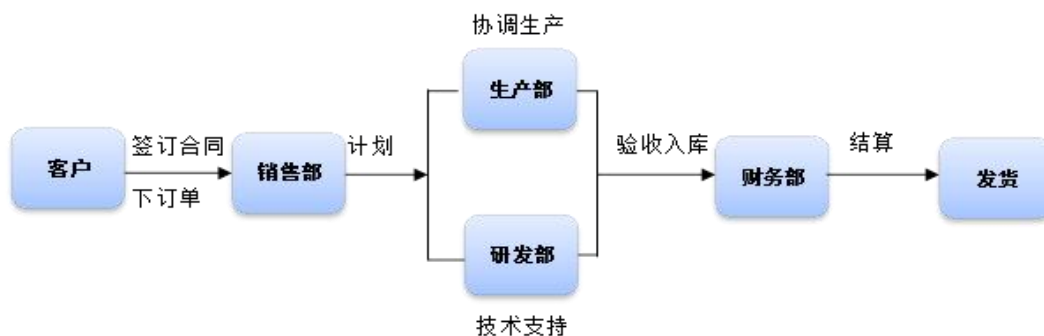 协调生产
生产部
客户
签订合同
下订单
销售部
计划
验收入库
财务部
结算
发货
研发部
技术支持